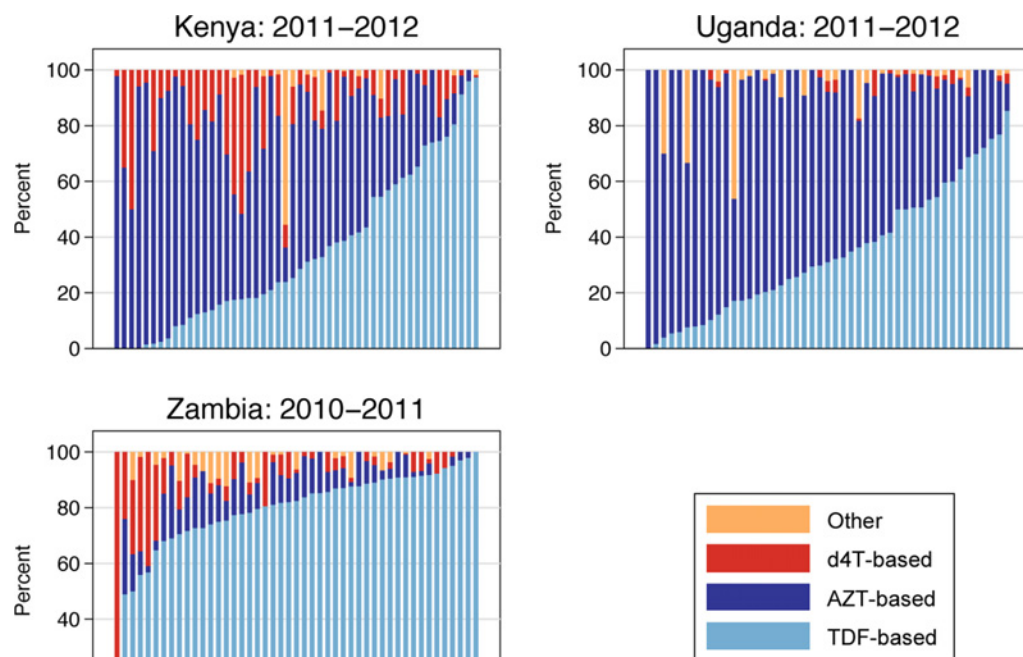 Kenya: 2011–2012
100
80
60
40
20
0
Percent
Uganda: 2011–2012
100
80
60
40
20
0
Percent
Zambia: 2010–2011
100
80
60
40
Percent
Other
d4T-based
AZT-based
TDF-based